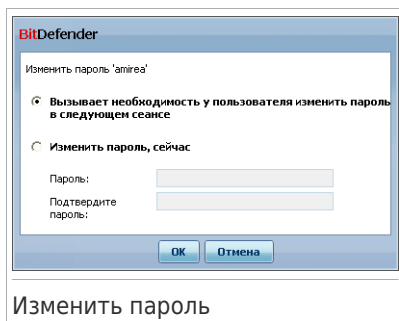 BitDefender
Изменить пароль 'amirea'
Вызывает необходимость у пользователя изменить пароль
в следующем сеансе
Изменить пароль, сейчас
Пароль:
Подтвердите
пароль:
OK Отмена
Изменить пароль